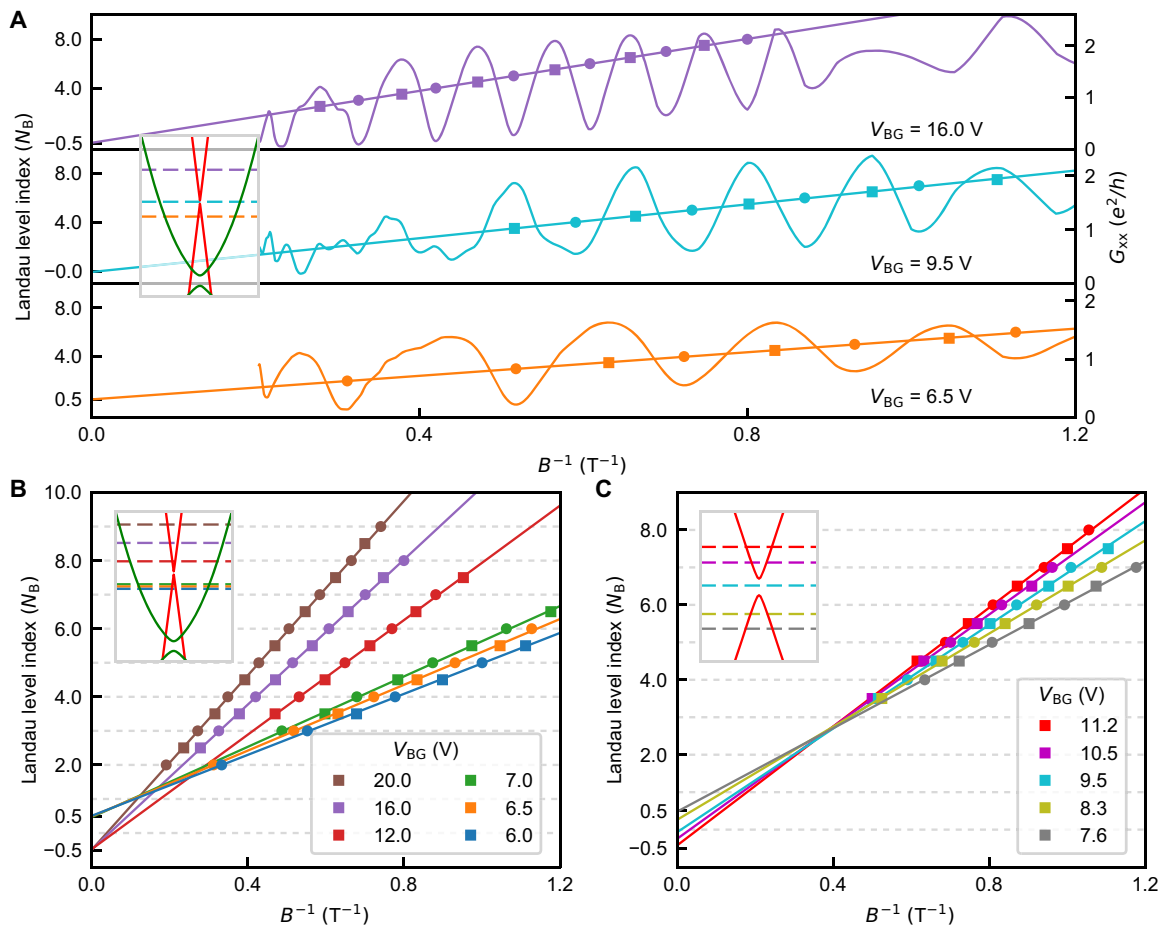 A
Landau level index (N_B)
8.0
4.0
−0.5
8.0
4.0
−0.0
8.0
4.0
0.5
V_BG = 16.0 V
V_BG = 9.5 V
V_BG = 6.5 V
2
1
0
2
1
0
2
1
0
G_xx (e²/h)
0.0
0.4
0.8
1.2
B⁻¹ (T⁻¹)
B
Landau level index (N_B)
10.0
8.0
6.0
4.0
2.0
0.5
−0.5
V_BG (V)
20.0 7.0
16.0 6.5
12.0 6.0
0.0 0.4 0.8 1.2
B⁻¹ (T⁻¹)
C
Landau level index (N_B)
8.0
6.0
4.0
2.0
0.5
−0.5
V_BG (V)
11.2
10.5
9.5
8.3
7.6
0.0 0.4 0.8 1.2
B⁻¹ (T⁻¹)